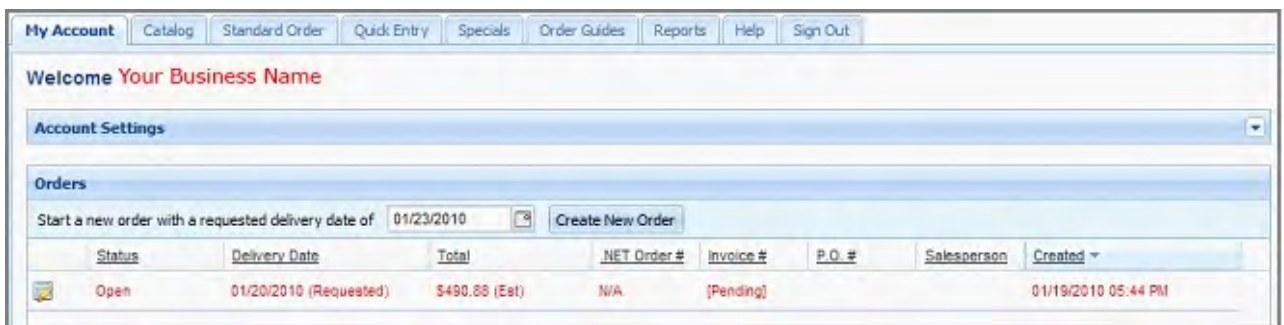 My Account Catalog Standard Order Quick Entry Specials Order Guides Reports Help Sign Out
Welcome Your Business Name
Account Settings
Orders
Start a new order with a requested delivery date of 01/23/2010 Create New Order
Status Delivery Date Total .NET Order # Invoice # P.O. # Salesperson Created
Open 01/20/2010 (Requested) $490.88 (Est) N/A [Pending] 01/19/2010 05:44 PM